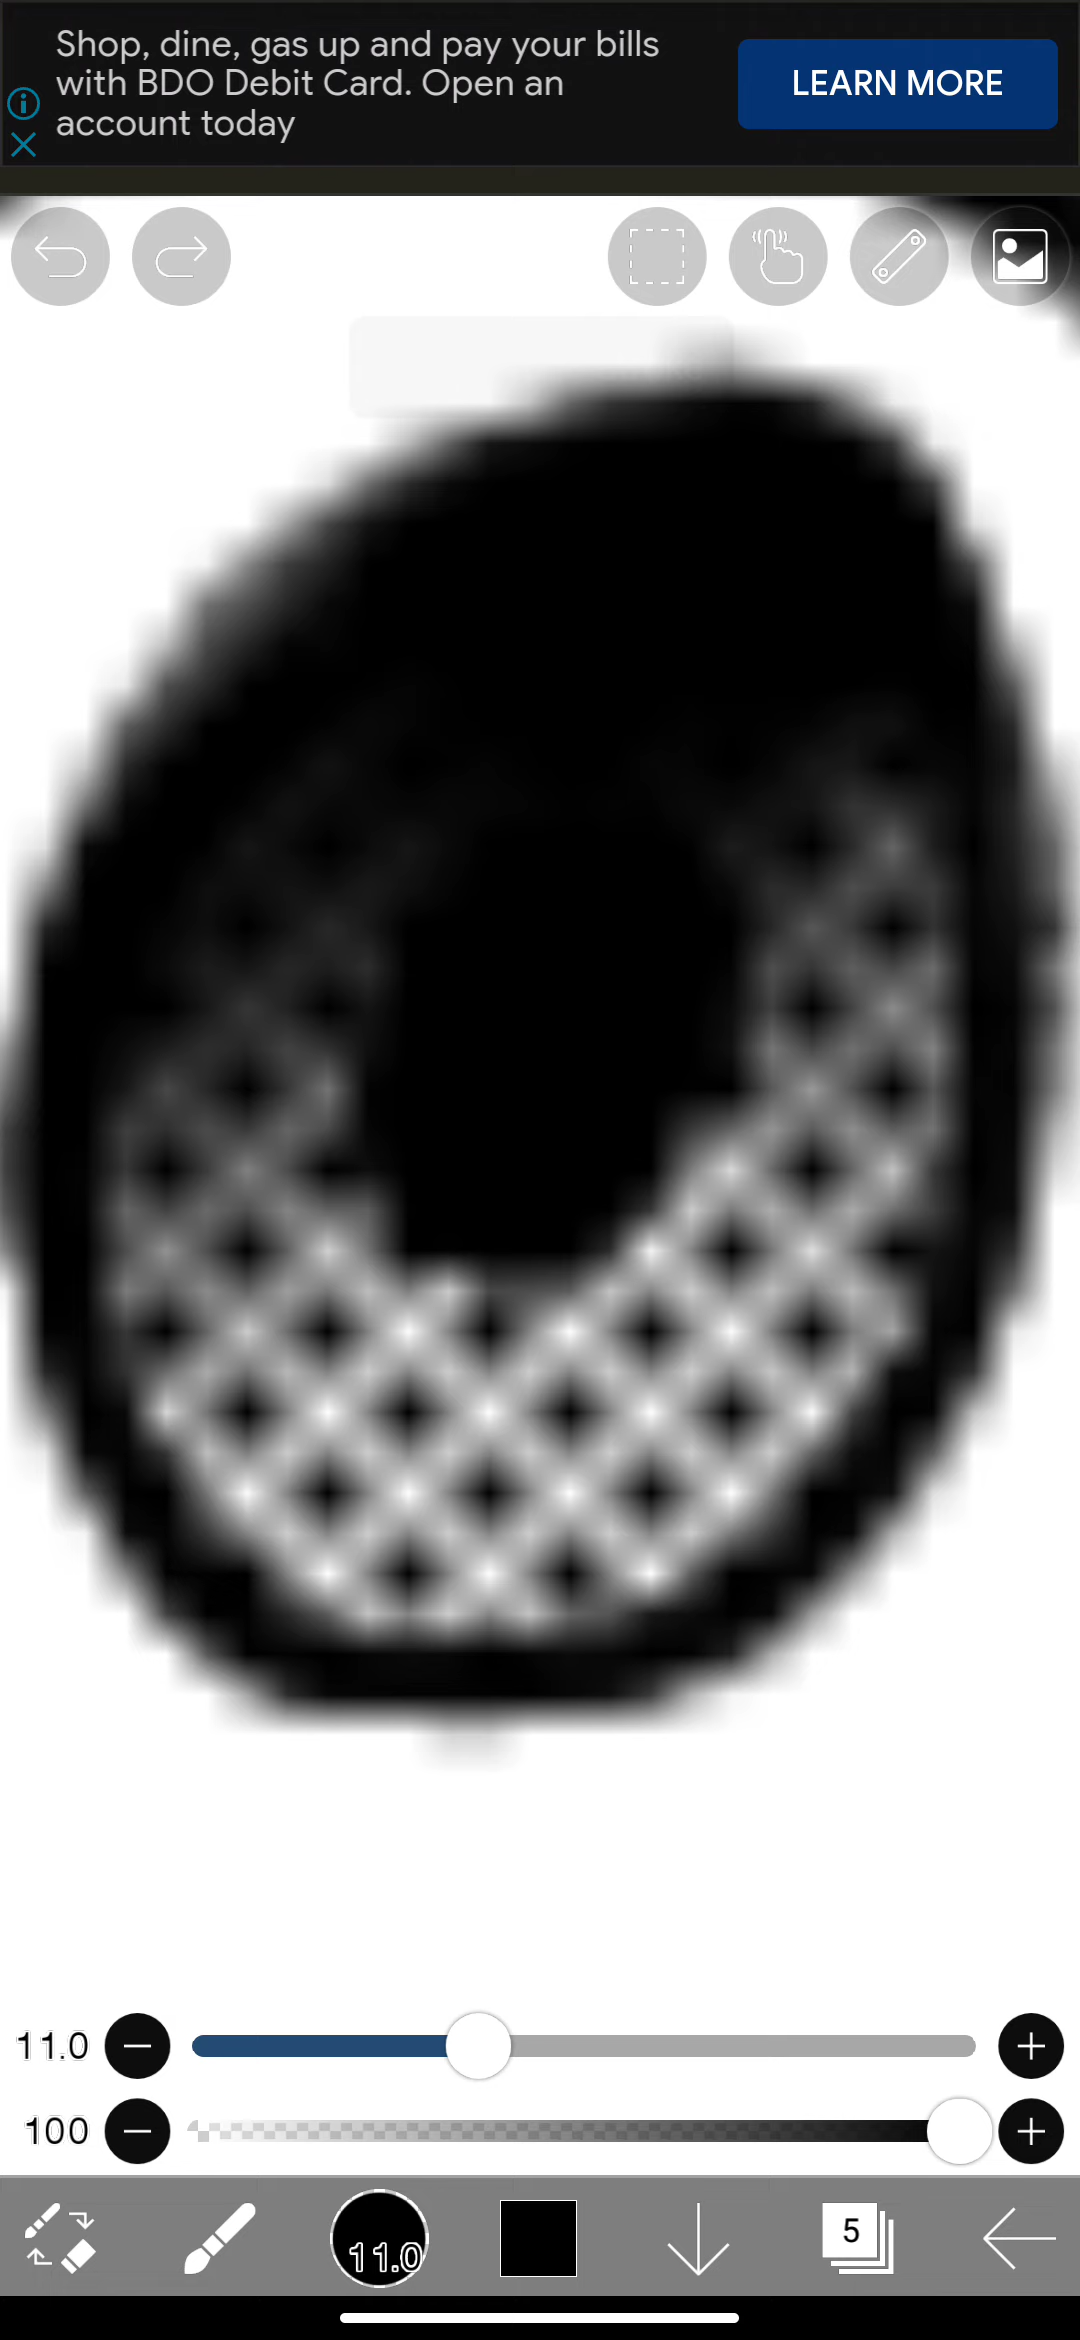 Shop, dine, gas up and pay your bills
with BDO Debit Card. Open an
account today
LEARN MORE
11.0
100
11.0
5